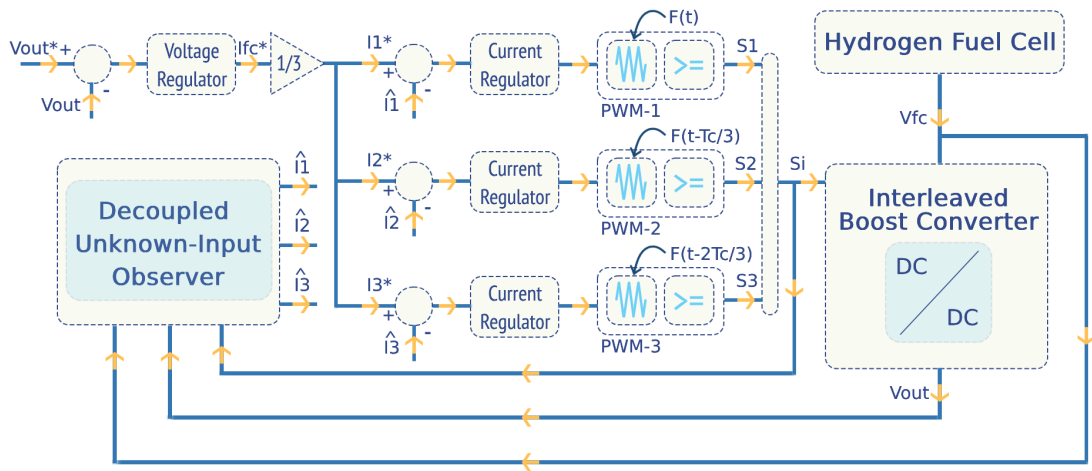 Vout*
+
-
Vout
Voltage
Regulator
Ifc*
1/3
I1*
+
-
Î1
Current
Regulator
F(t)
>=
PWM-1
S1
I2*
+
-
Î2
Current
Regulator
F(t-Tc/3)
>=
PWM-2
S2
I3*
+
-
Î3
Current
Regulator
F(t-2Tc/3)
>=
PWM-3
S3
Si
Hydrogen Fuel Cell
Vfc
Interleaved
Boost Converter
DC
DC
Vout
Decoupled
Unknown-Input
Observer
Î1
Î2
Î3